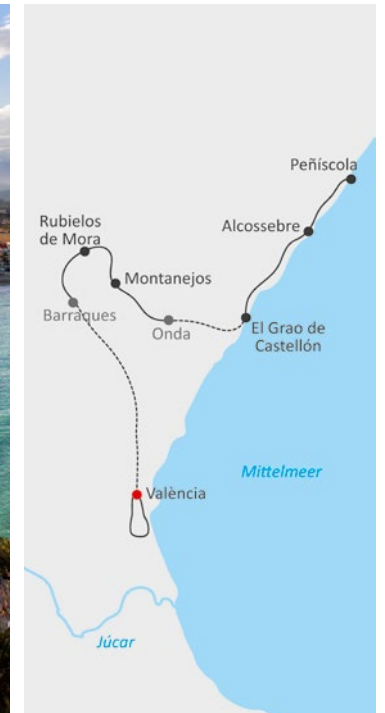 Peñíscola
Alcossebre
Rubielos
de Mora
Montanejos
Barraques
Onda
El Grao de
Castellón
Mittelmeer
València
Júcar